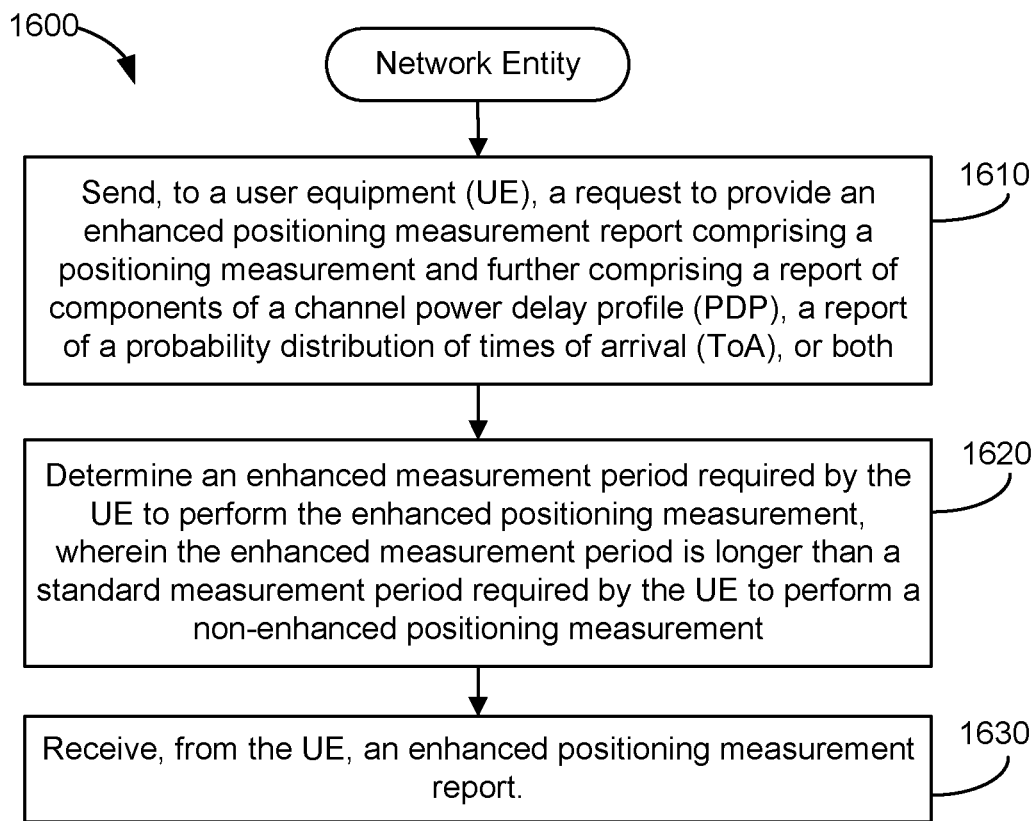 1600
Network Entity
1610
Send, to a user equipment (UE), a request to provide an
enhanced positioning measurement report comprising a
positioning measurement and further comprising a report of
components of a channel power delay profile (PDP), a report
of a probability distribution of times of arrival (ToA), or both
1620
Determine an enhanced measurement period required by the
UE to perform the enhanced positioning measurement,
wherein the enhanced measurement period is longer than a
standard measurement period required by the UE to perform a
non-enhanced positioning measurement
1630
Receive, from the UE, an enhanced positioning measurement
report.